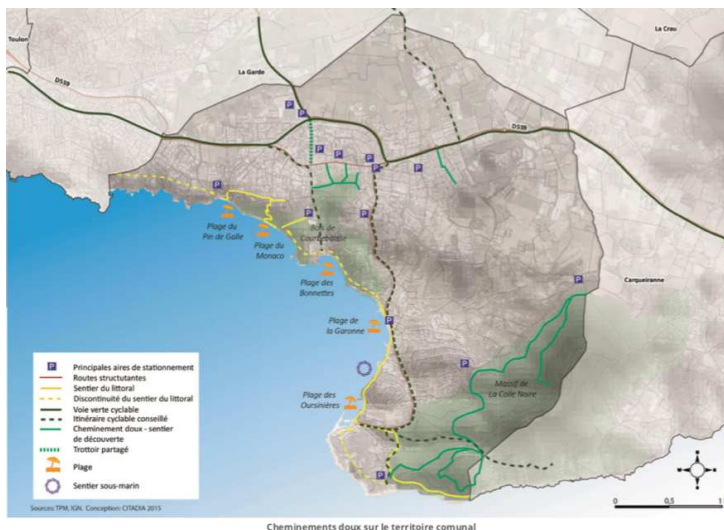 La Crau
Toulon
La Garde
D559
D559
P
P
P
P
P
P
P
P
P
P
P
P
P
P
Plage du
Pin de Galle
Plage du
Monaco
Bois de
Courbebaisse
Plage des
Bonnettes
Carqueiranne
Plage de
la Garonne
Massif de
La Colle Noire
Plage des
Oursinières
P Principales aires de stationnement
Routes structutantes
Sentier du littoral
Discontinuité du sentier du littoral
Voie verte cyclable
Itinéraire cyclable conseillé
Cheminement doux - sentier
de découverte
Trottoir partagé
Plage
Sentier sous-marin
Sources: TPM, IGN. Conception: CITADIA 2015
0 0,5 1
Cheminements doux sur le territoire comunal